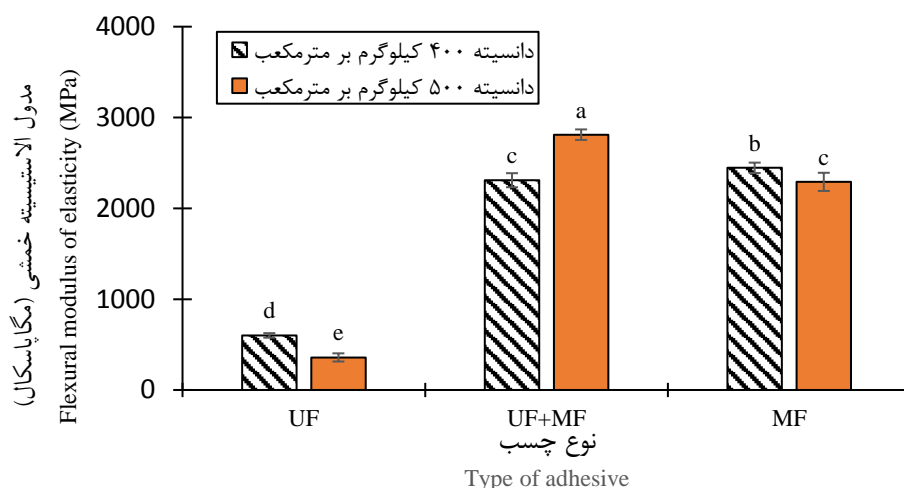 4000
3000
2000
1000
0
مدول الاستیسیته خمشی (مگاپاسکال)
Flexural modulus of elasticity (MPa)
دانسیته ۴۰۰ کیلوگرم بر مترمکعب
دانسیته ۵۰۰ کیلوگرم بر مترمکعب
d
e
c
a
b
c
UF
UF+MF
MF
نوع چسب
Type of adhesive